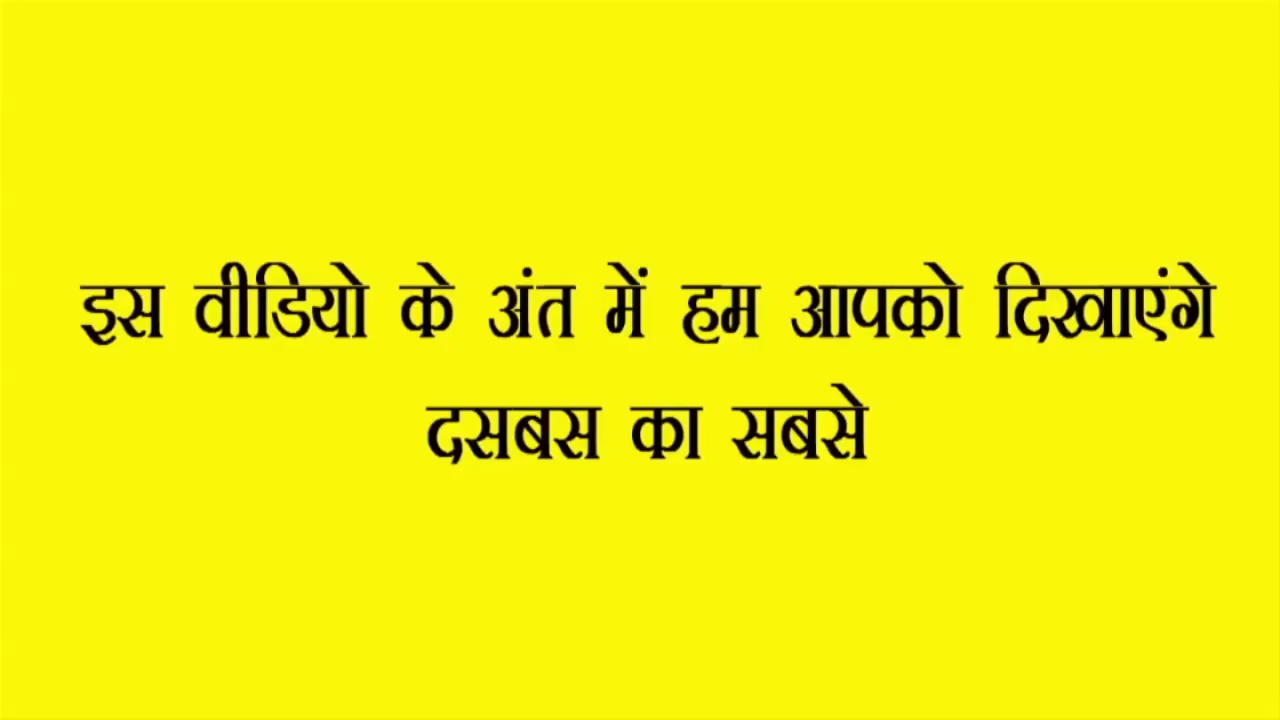 इस वीडियो के अंत में हम आपको दिखाएंगे
दसबस का सबसे